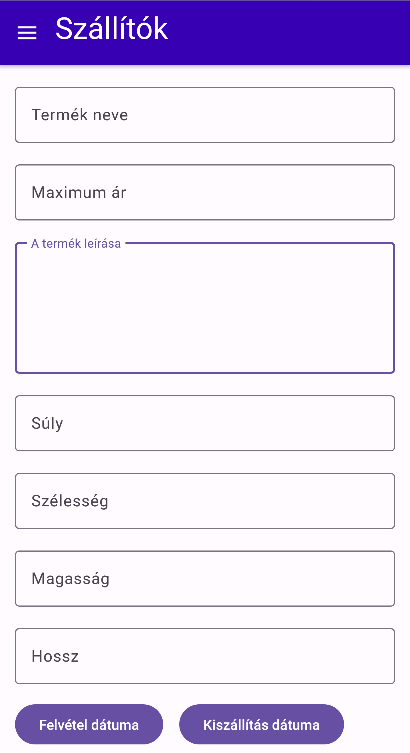 Szállítók
Termék neve
Maximum ár
A termék leírása
Súly
Szélesség
Magasság
Hossz
Felvétel dátuma
Kiszállítás dátuma